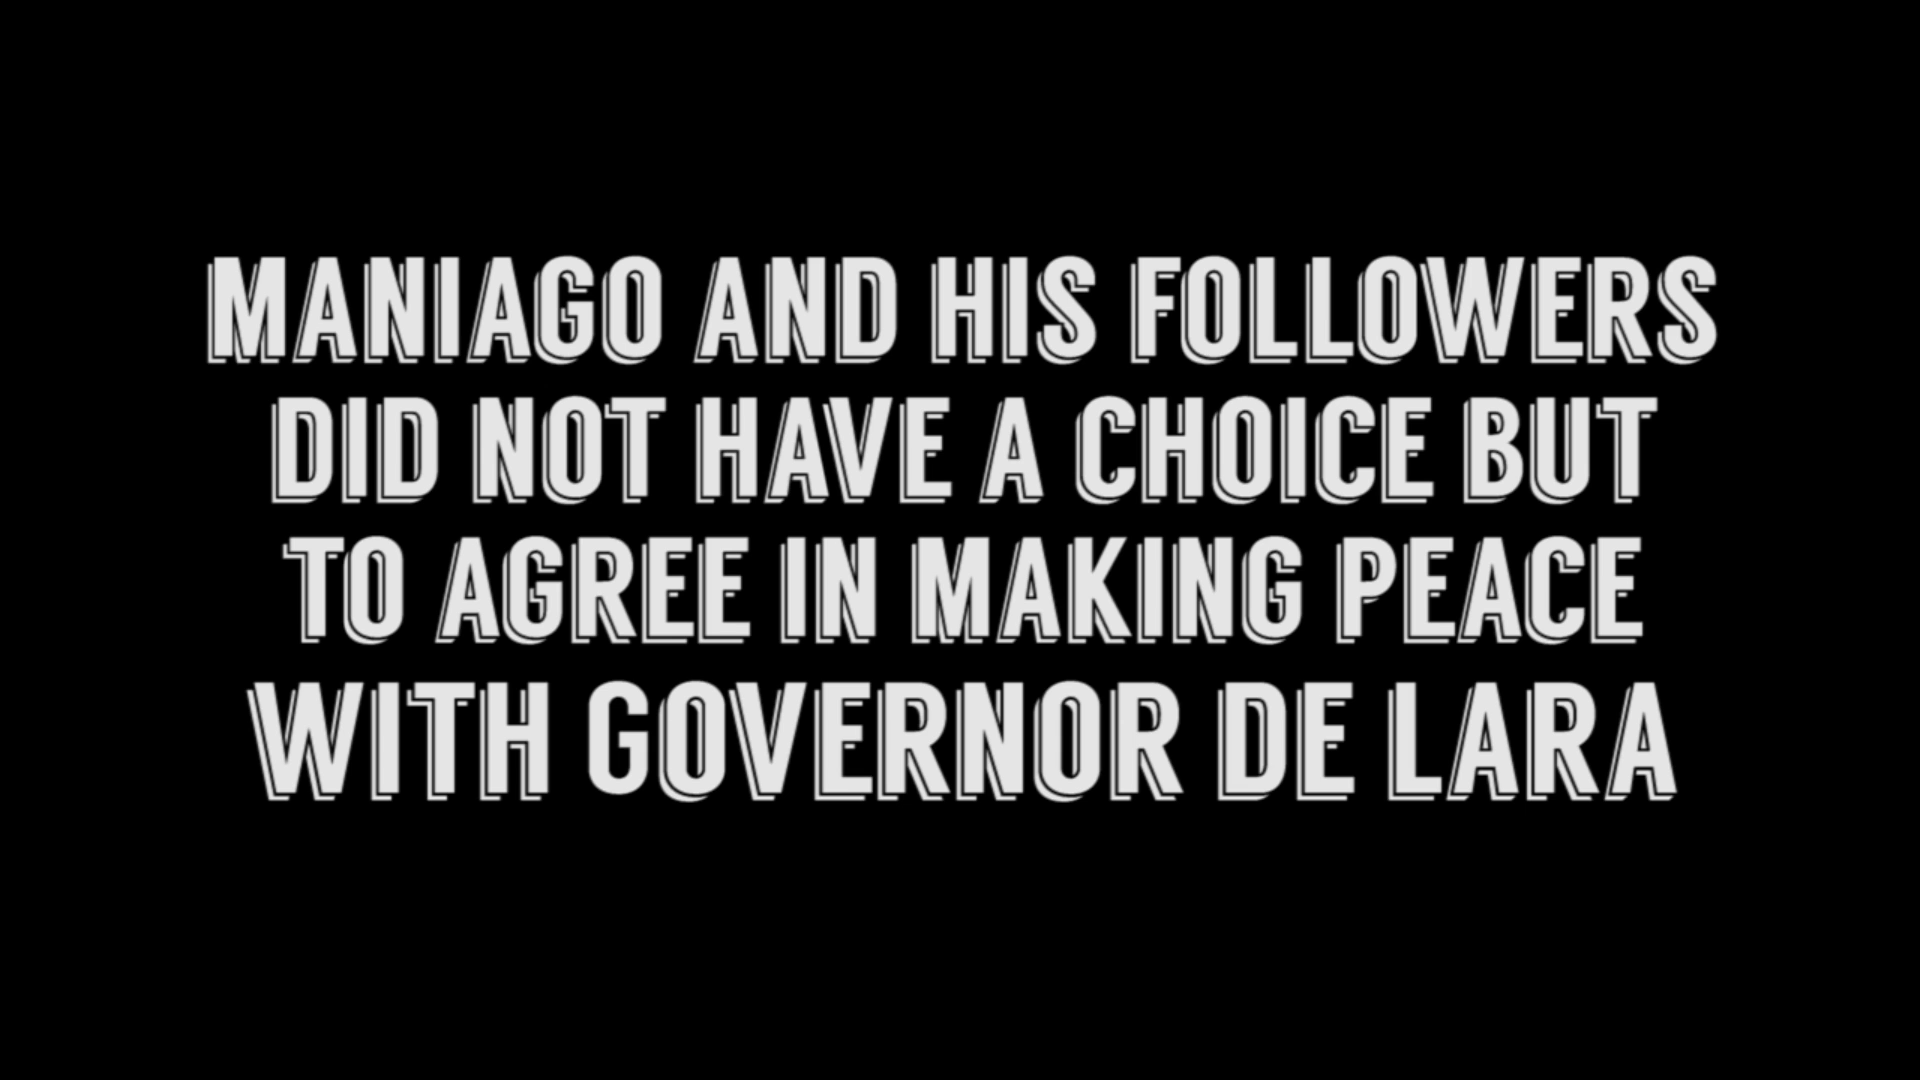 MANIAGO AND HIS FOLLOWERS
DID NOT HAVE A CHOICE BUT
TO AGREE IN MAKING PEACE
WITH GOVERNOR DE LARA